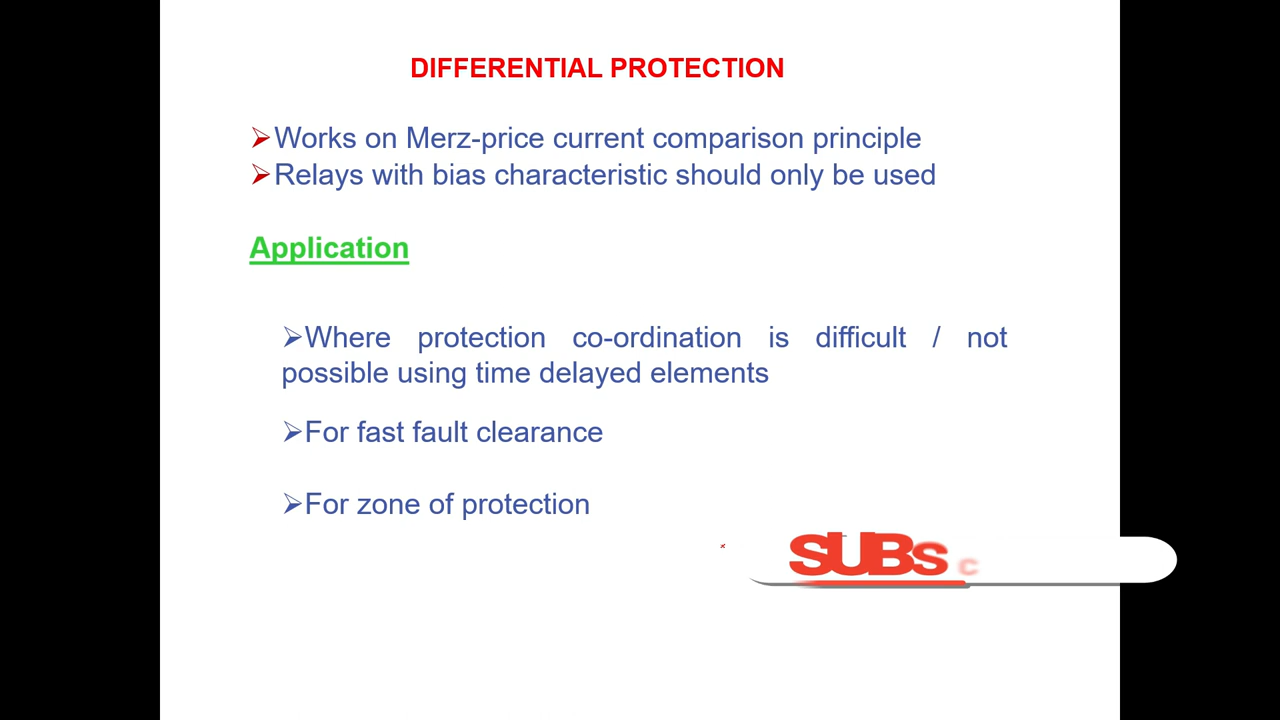 DIFFERENTIAL PROTECTION
➢Works on Merz-price current comparison principle
➢Relays with bias characteristic should only be used
Application
➢Where protection co-ordination is difficult / not
possible using time delayed elements
➢For fast fault clearance
➢For zone of protection
SUBSC